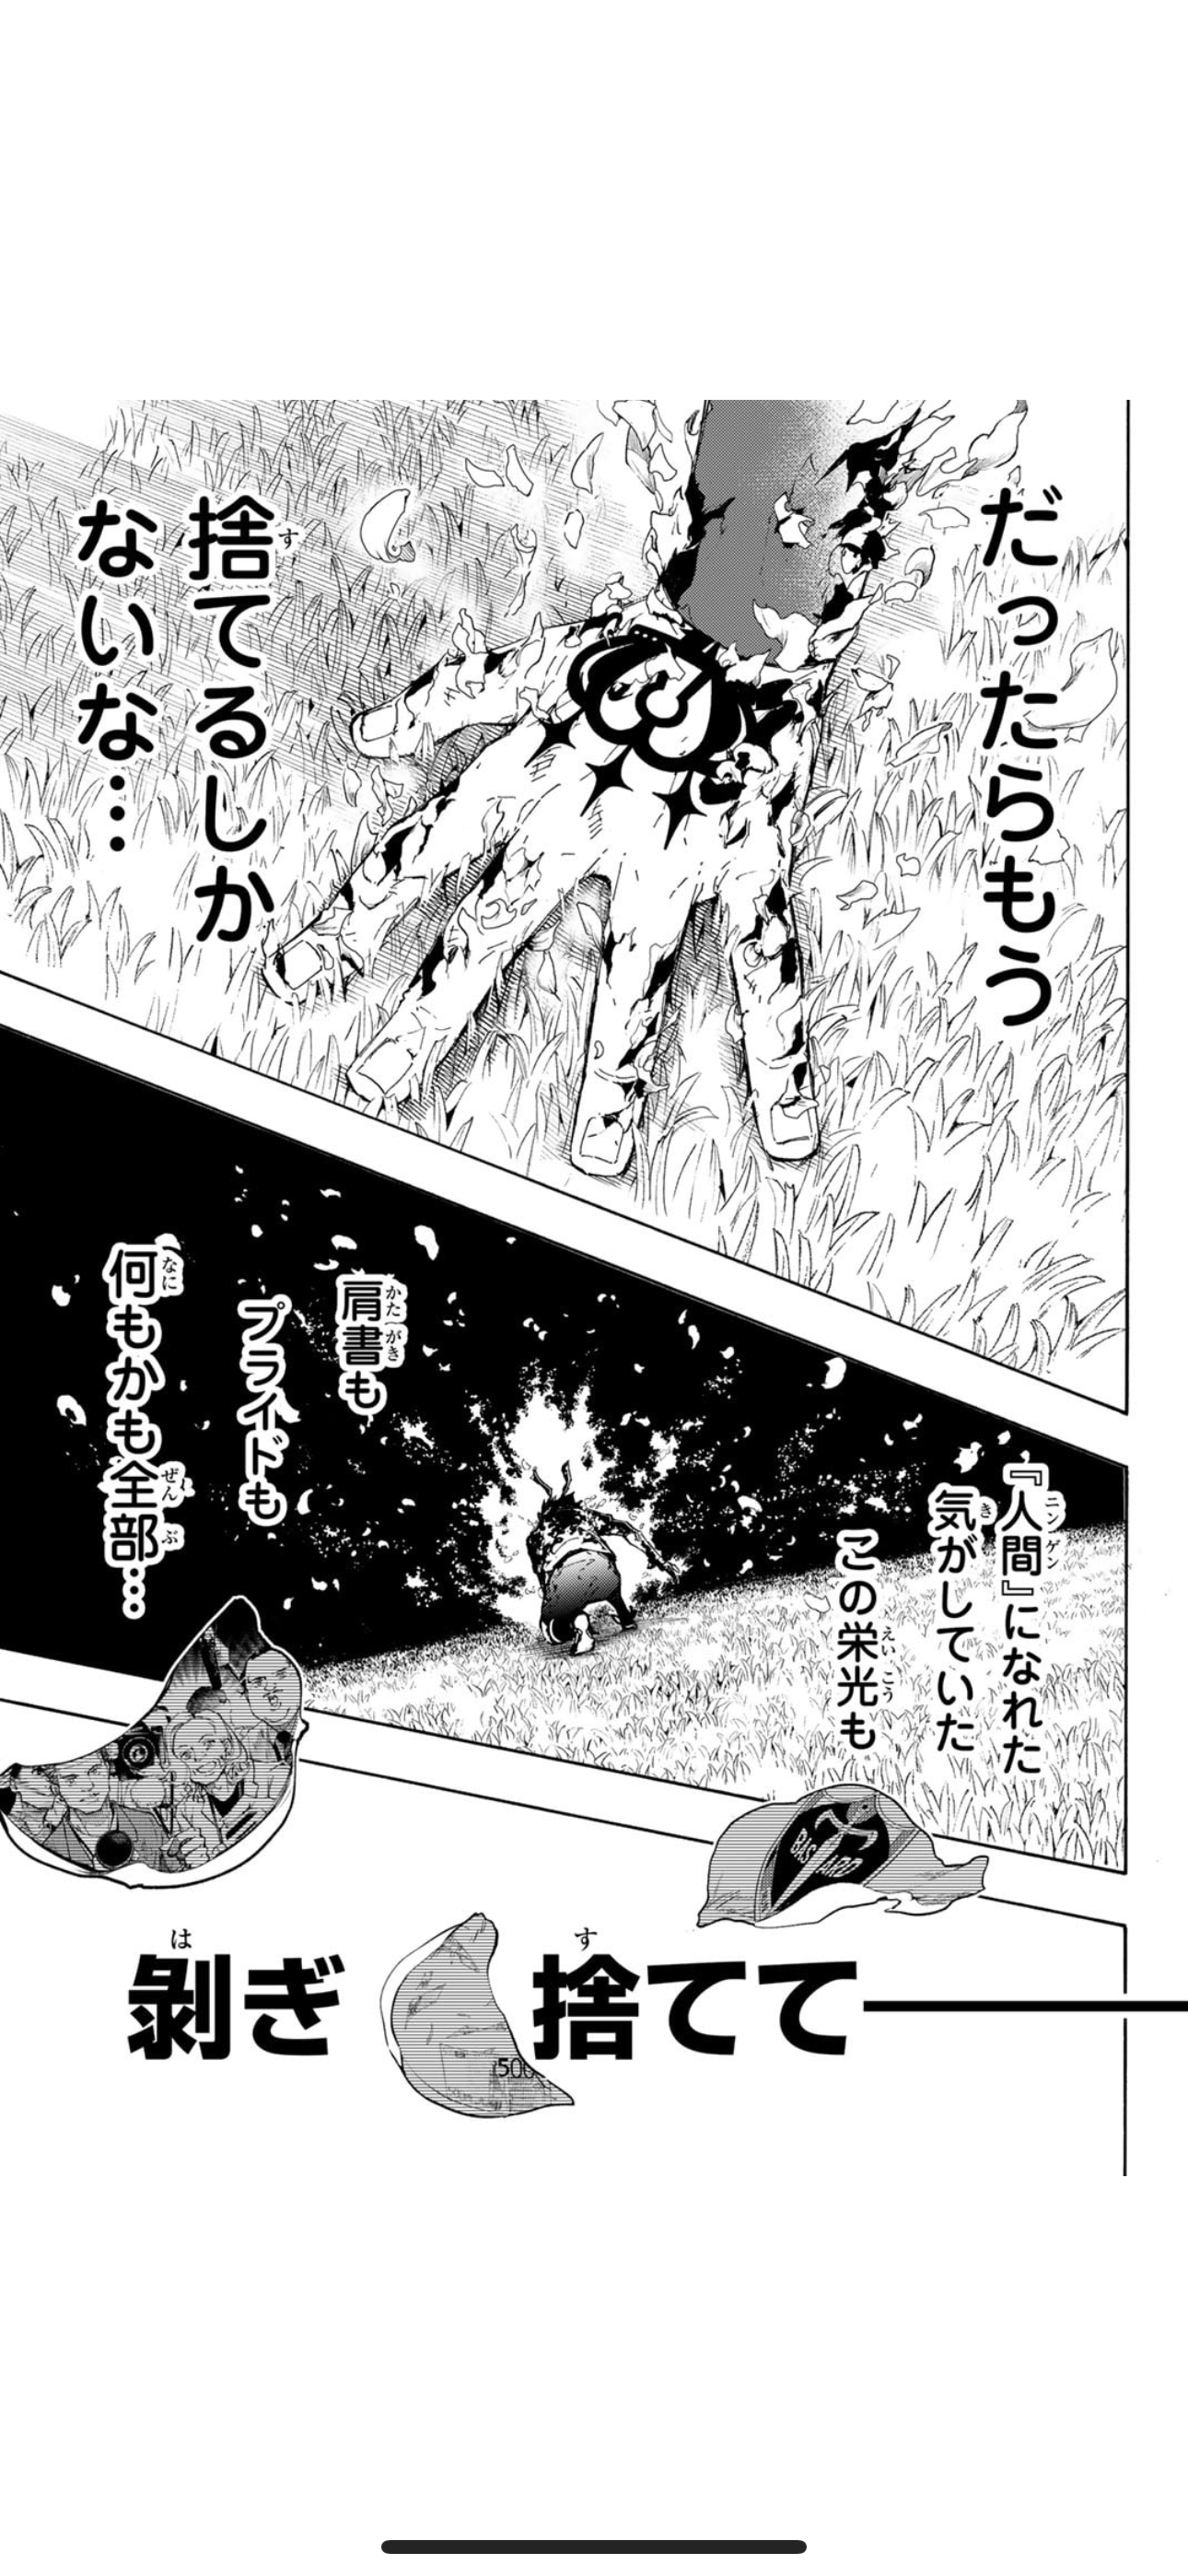 だったらもう
捨てるしか
ないな…
『人間』になれた
気がしていた
この栄光も
肩書も
プライドも
何もかも全部…
BASTARD
剝ぎ捨てて
500